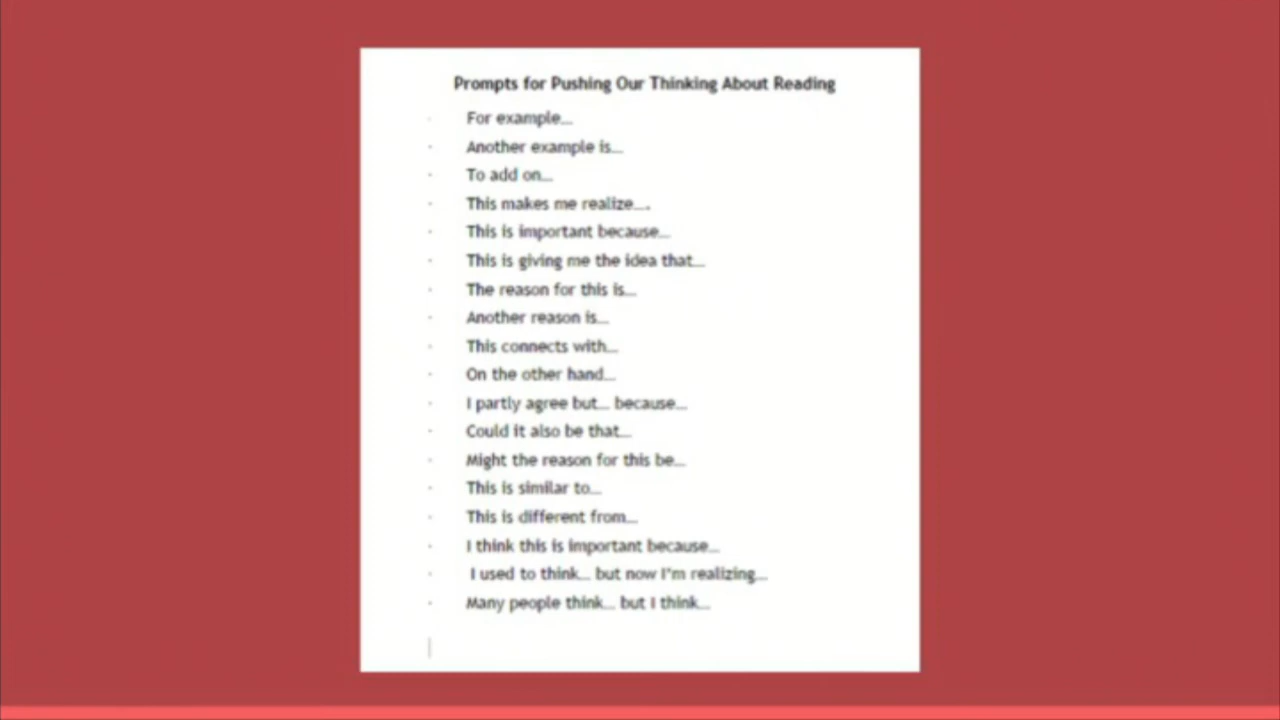 Prompts for Pushing Our Thinking About Reading
· For example...
· Another example is...
· To add on...
· This makes me realize....
· This is important because...
· This is giving me the idea that...
· The reason for this is...
· Another reason is...
· This connects with...
· On the other hand...
· I partly agree but... because...
· Could it also be that...
· Might the reason for this be...
· This is similar to...
· This is different from...
· I think this is important because...
· I used to think... but now I'm realizing...
· Many people think... but I think...